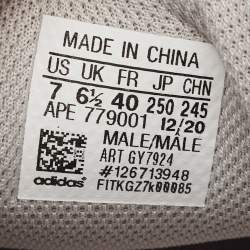 MADE IN CHINA
US UK FR JP CHN
7 6½ 40 250 245
APE 779001 12/20
MALE/MÂLE
ART GY7924
#126713948
adidas FITKGZ7k00085